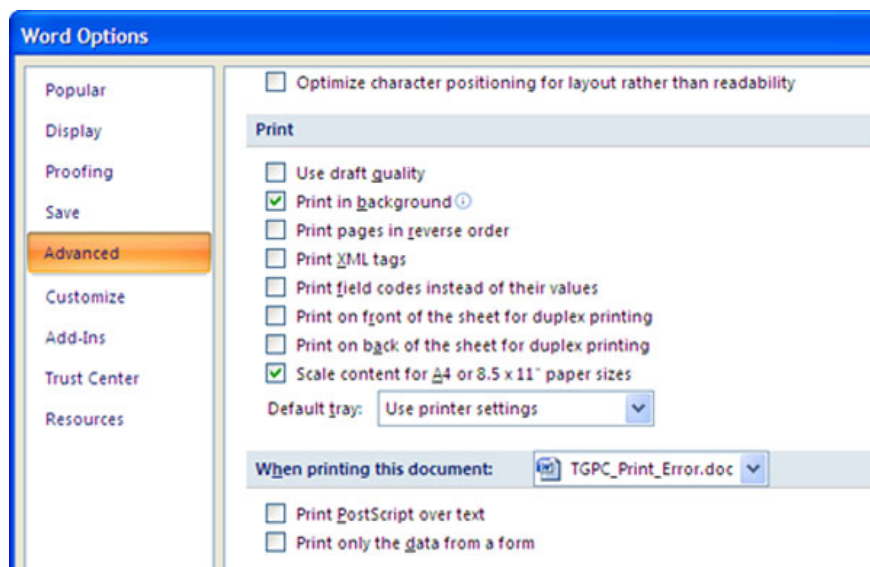 Word Options
Popular
Display
Proofing
Save
Advanced
Customize
Add-Ins
Trust Center
Resources
Optimize character positioning for layout rather than readability
Print
Use draft quality
Print in background
Print pages in reverse order
Print XML tags
Print field codes instead of their values
Print on front of the sheet for duplex printing
Print on back of the sheet for duplex printing
Scale content for A4 or 8.5 x 11" paper sizes
Default tray: Use printer settings
When printing this document: TGPC_Print_Error.doc
Print PostScript over text
Print only the data from a form